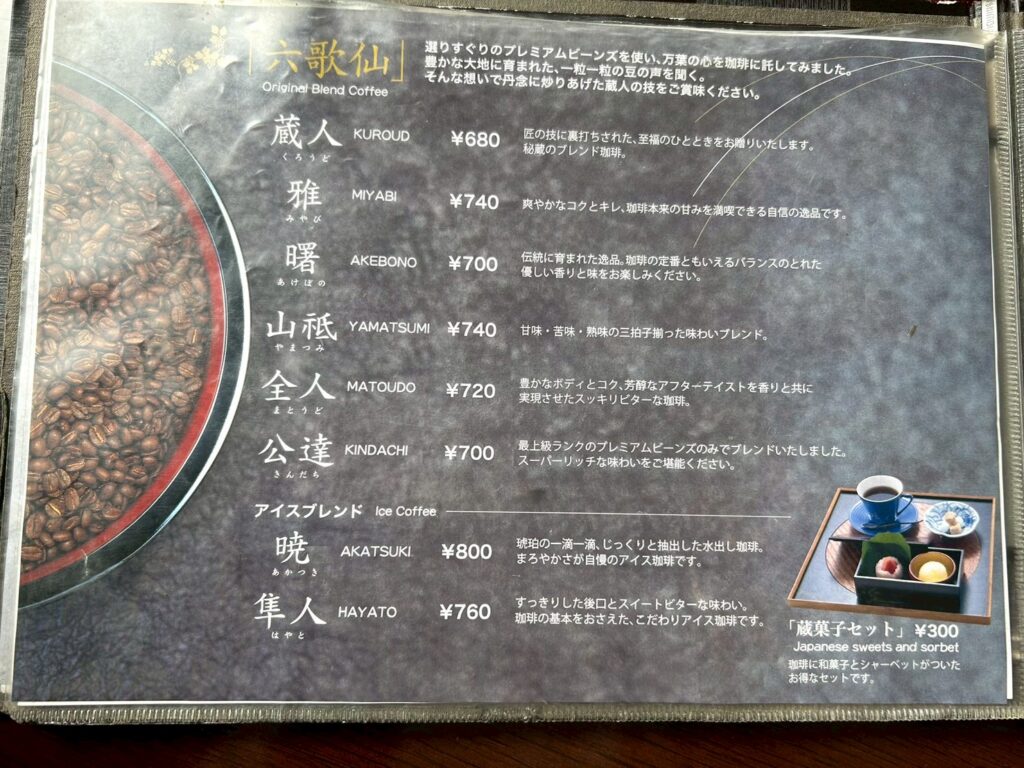 「六歌仙」
Original Blend Coffee
選りすぐりのプレミアムビーンズを使い、万葉の心を珈琲に託してみました。
豊かな大地に育まれた、一粒一粒の豆の声を聞く。
そんな想いで丹念に炒りあげた蔵人の技をご賞味ください。
蔵人 KUROUD ¥680
くろうど
匠の技に裏打ちされた、至福のひとときをお贈りいたします。
秘蔵のブレンド珈琲。
雅 MIYABI ¥740
みやび
爽やかなコクとキレ、珈琲本来の甘みを満喫できる自信の逸品です。
曙 AKEBONO ¥700
あけぼの
伝統に育まれた逸品。珈琲の定番ともいえるバランスのとれた
優しい香りと味をお楽しみください。
山祗 YAMATSUMI ¥740
やまつみ
甘味・苦味・熟味の三拍子揃った味わいブレンド。
全人 MATOUDO ¥720
まとうど
豊かなボディとコク、芳醇なアフターテイストを香りと共に
実現させたスッキリビターな珈琲。
公達 KINDACHI ¥700
きんだち
最上級ランクのプレミアムビーンズのみでブレンドいたしました。
スーパーリッチな味わいをご堪能ください。
アイスブレンド Ice Coffee
暁 AKATSUKI ¥800
あかつき
琥珀の一滴一滴、じっくりと抽出した水出し珈琲。
まろやかさが自慢のアイス珈琲です。
隼人 HAYATO ¥760
はやと
すっきりした後口とスイートビターな味わい。
珈琲の基本をおさえた、こだわりアイス珈琲です。
「蔵菓子セット」 ¥300
Japanese sweets and sorbet
珈琲に和菓子とシャーベットがついた
お得なセットです。